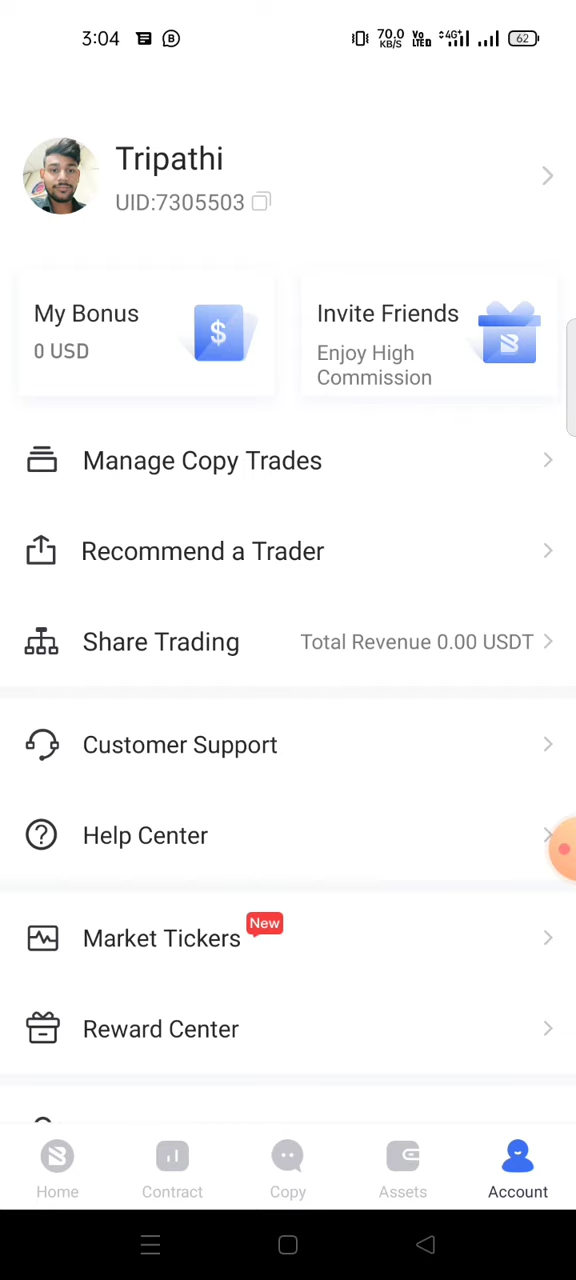 3:04
70.0 KB/S
Vo LTED
4G+
62
Tripathi
UID:7305503
My Bonus
0 USD
Invite Friends
Enjoy High
Commission
Manage Copy Trades
Recommend a Trader
Share Trading
Total Revenue 0.00 USDT
Customer Support
Help Center
Market Tickers
New
Reward Center
Home
Contract
Copy
Assets
Account